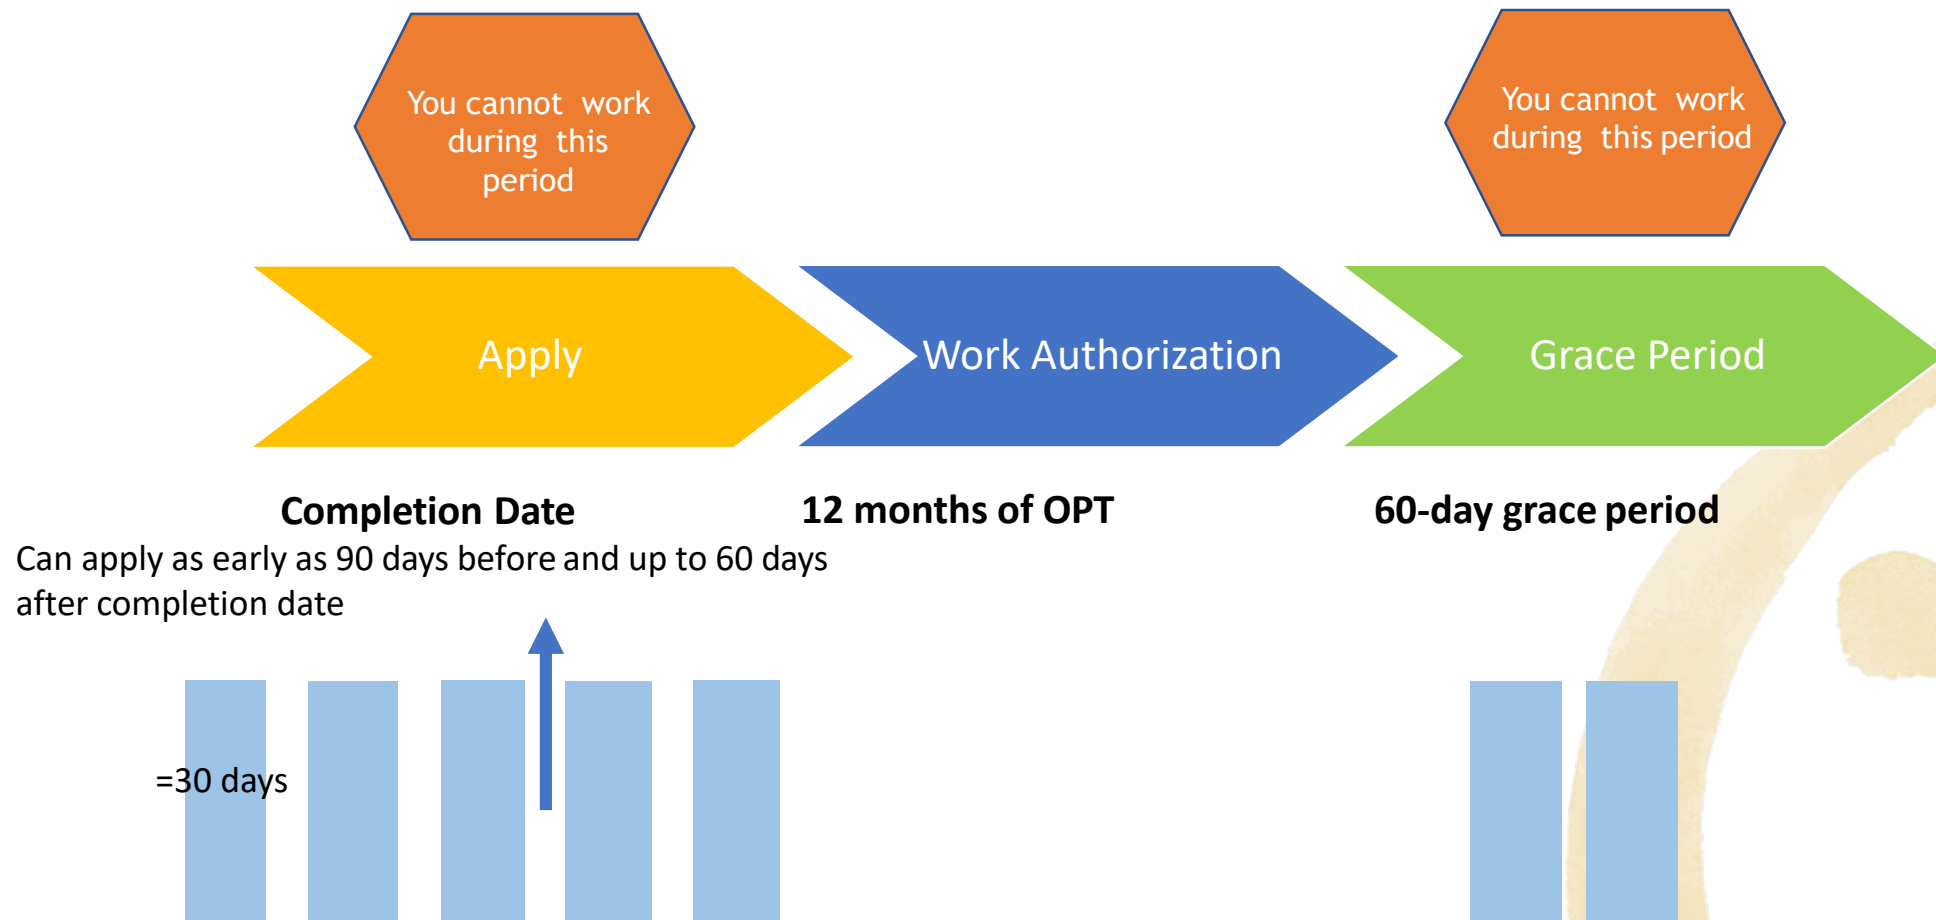 You cannot work
during this
period
You cannot work
during this period
Apply
Work Authorization
Grace Period
Completion Date
Can apply as early as 90 days before and up to 60 days
after completion date
12 months of OPT
60-day grace period
=30 days